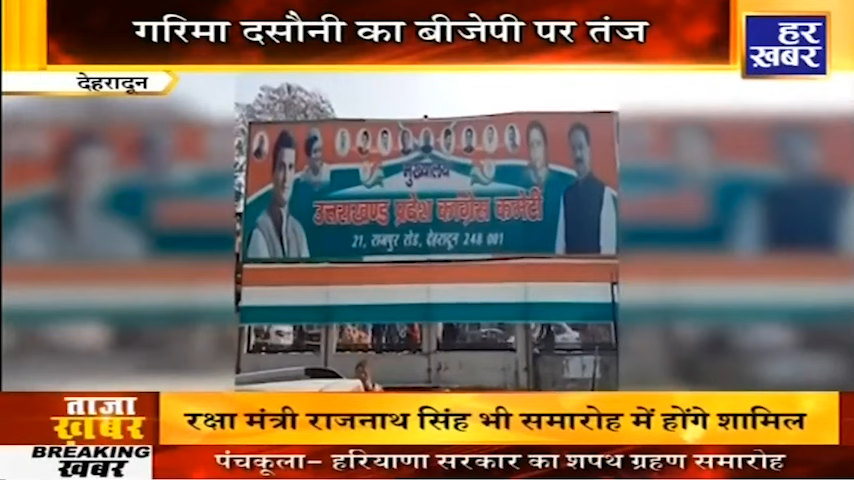 गरिमा दसौनी का बीजेपी पर तंज
हर
ख़बर
देहरादून
मुख्यालय
उत्तराखण्ड प्रदेश कांग्रेस कमेटी
21, राजपुर रोड, देहरादून 248 001
ताजा
ख़बर
रक्षा मंत्री राजनाथ सिंह भी समारोह में होंगे शामिल
BREAKING
ख़बर
पंचकूला- हरियाणा सरकार का शपथ ग्रहण समारोह